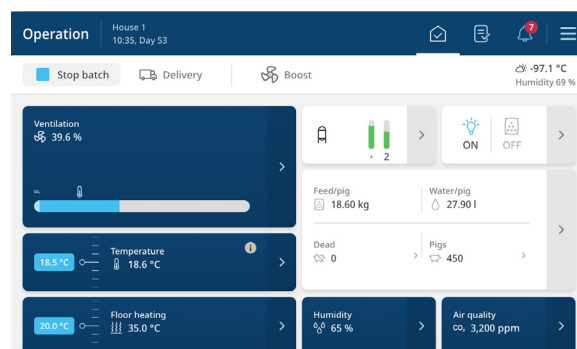 Operation
House 1
10:35, Day 53
7
Stop batch
Delivery
Boost
-97.1 °C
Humidity 69 %
Ventilation
39.6 %
2
ON
OFF
Feed/pig
18.60 kg
Water/pig
27.90 l
Dead
0
Pigs
450
18.5 °C
Temperature
18.6 °C
i
20.0 °C
Floor heating
35.0 °C
Humidity
65 %
Air quality
CO₂ 3,200 ppm